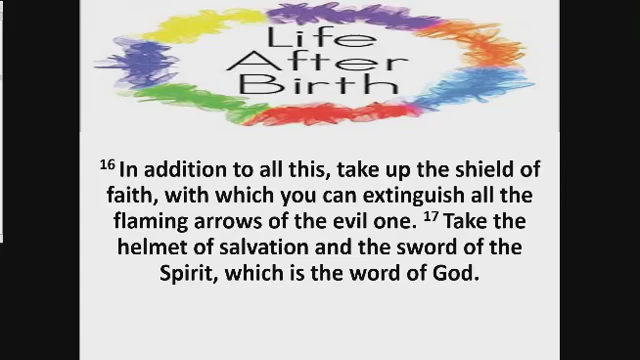 Life
After
Birth
16 In addition to all this, take up the shield of
faith, with which you can extinguish all the
flaming arrows of the evil one. 17 Take the
helmet of salvation and the sword of the
Spirit, which is the word of God.